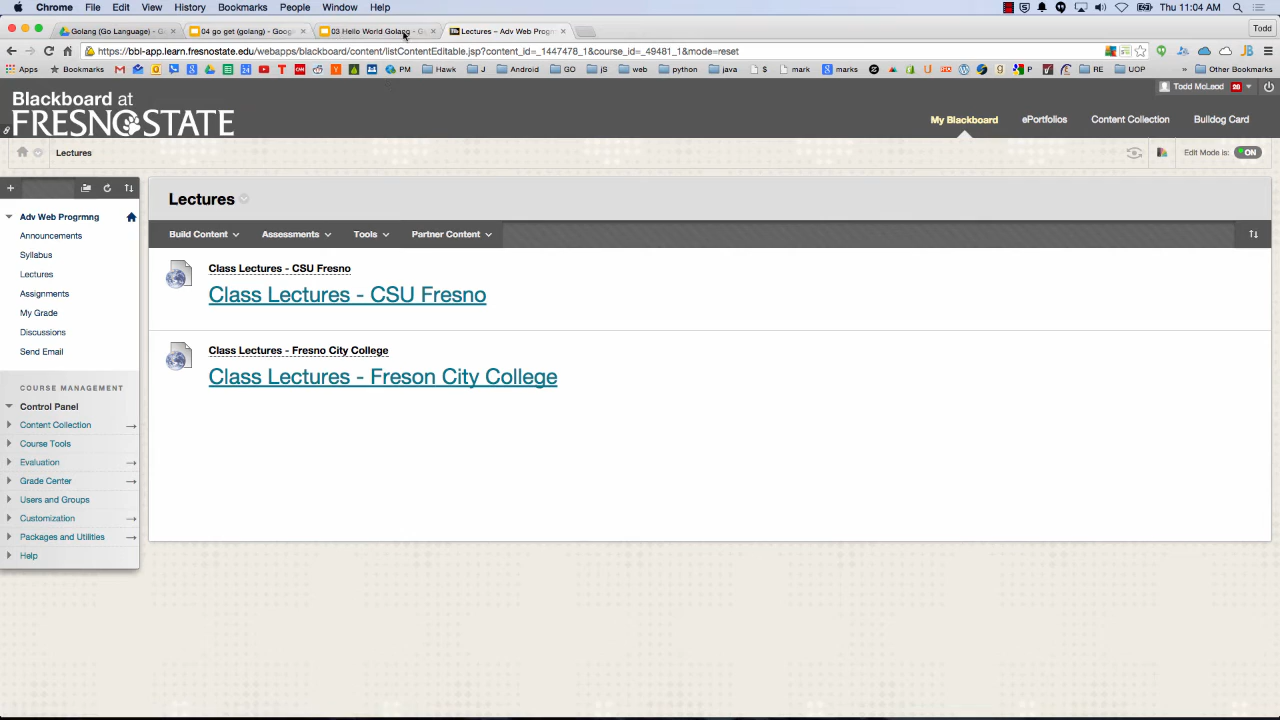 Chrome File Edit View History Bookmarks People Window Help Thu 11:04 AM
Golang (Go Language) - 04 go get (golang) - Googl 03 Hello World Golang - G Bb Lectures – Adv Web Progrm Todd
https://bbl-app.learn.fresnostate.edu/webapps/blackboard/content/listContentEditable.jsp?content_id=_1447478_1&course_id=_49481_1&mode=reset
Apps Bookmarks PM Hawk J Android GO jS web python java $ mark marks RE UOP » Other Bookmarks
Todd McLeod
Blackboard at
FRESNO STATE
My Blackboard ePortfolios Content Collection Bulldog Card
Lectures Edit Mode is: ON
Adv Web Progrmng
Announcements
Syllabus
Lectures
Assignments
My Grade
Discussions
Send Email
COURSE MANAGEMENT
Control Panel
Content Collection
Course Tools
Evaluation
Grade Center
Users and Groups
Customization
Packages and Utilities
Help
Lectures
Build Content Assessments Tools Partner Content
Class Lectures - CSU Fresno
Class Lectures - CSU Fresno
Class Lectures - Fresno City College
Class Lectures - Freson City College